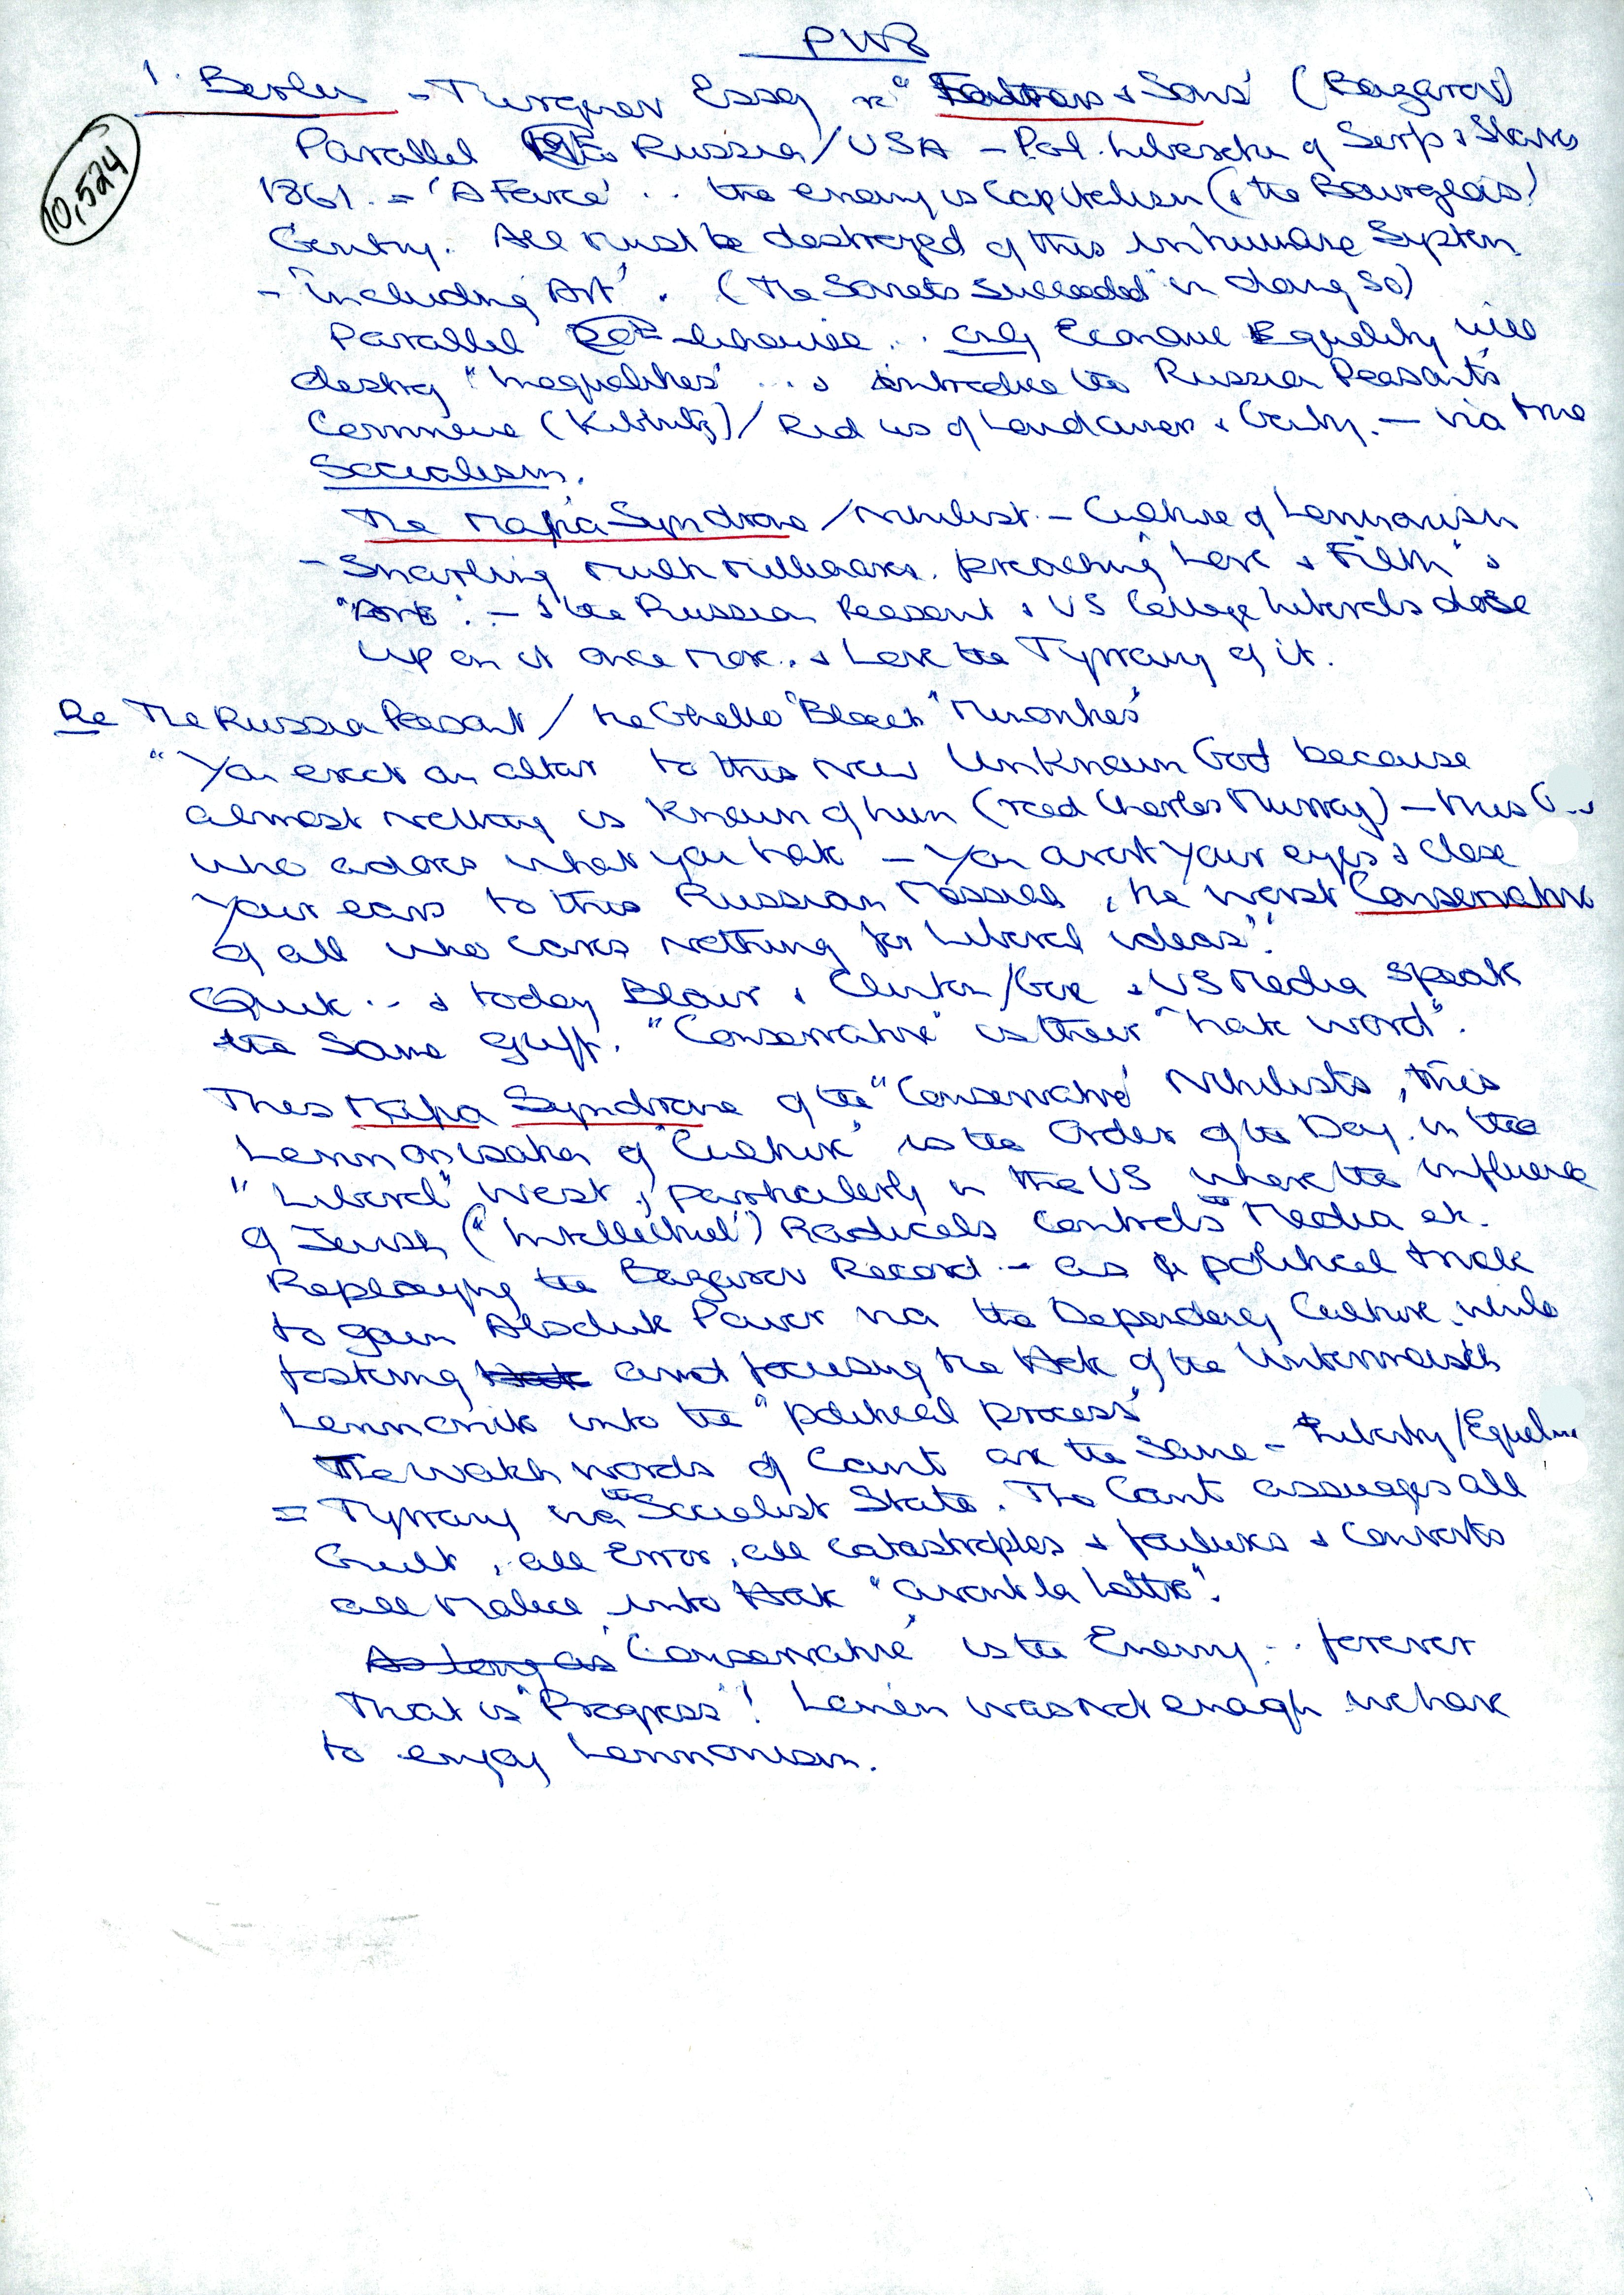 PWB
10,524
1. Berlin - Turgenev Essay re "Fathers & Sons" (Bazarov)
Parallel Russia/USA - Pol. Liberation of Serfs & Slaves
1861. = 'A Farce' .. the enemy is Capitalism (& the Bourgeois!
Gentry. All must be destroyed of this inhumane System
- "including Art". (The Soviets "succeeded" in doing so)
Parallel 20th likewise .. only Economic Equality will
destroy "Inequalities" ... & introduce the Russian Peasants
Commune (Kibbutz) / Rid us of Landowner & Gentry. - via true
Socialism.
The Mafia Syndrome / Nihilist. - Culture of Lennonism
- Snarling multi millionaires. preaching Love & "Filth" &
"Art". - & the Russian Peasant & US College Liberals dose
up on it once more.. & Love the Tyranny of it.
Re The Russian Peasant / the Ghetto "Black" Minorities
"You erect an altar to this new Unknown God because
almost nothing is known of him (read Charles Murray) - this
who adores what you hate - you avert your eyes & close
your ears to this Russian Messiah, the worst Conservative
of all who cares nothing for Liberal ideas".
Quite .. & today Blair & Clinton/Gore & US Media speak
the same guff. "Conservative" is their "hate word".
This Mafia Syndrome of the "Conservative" Nihilists, this
Lennonisation of "Culture" is the Order of the Day in the
"Liberal" West, particularly in the US where the influence
of Jewish ("Intellectual") Radicals controls the Media etc.
Replaying the Bazarov Record - as a political trick
to gain Absolute Power via the Dependency Culture while
fostering Hate and focusing the Hate of the Untermensch
Lennonite into the "political process"
The watch words of Cant are the same - Liberty/Equality
= Tyranny via the Socialist State. The Cant assuages all
Guilt, all Error, all catastrophes & failures & converts
all Malice into Hate "avant la lettre".
As long as 'Conservative' is the Enemy .. forever
That is "Progress"! Lenin was not enough we have
to enjoy Lennonism.